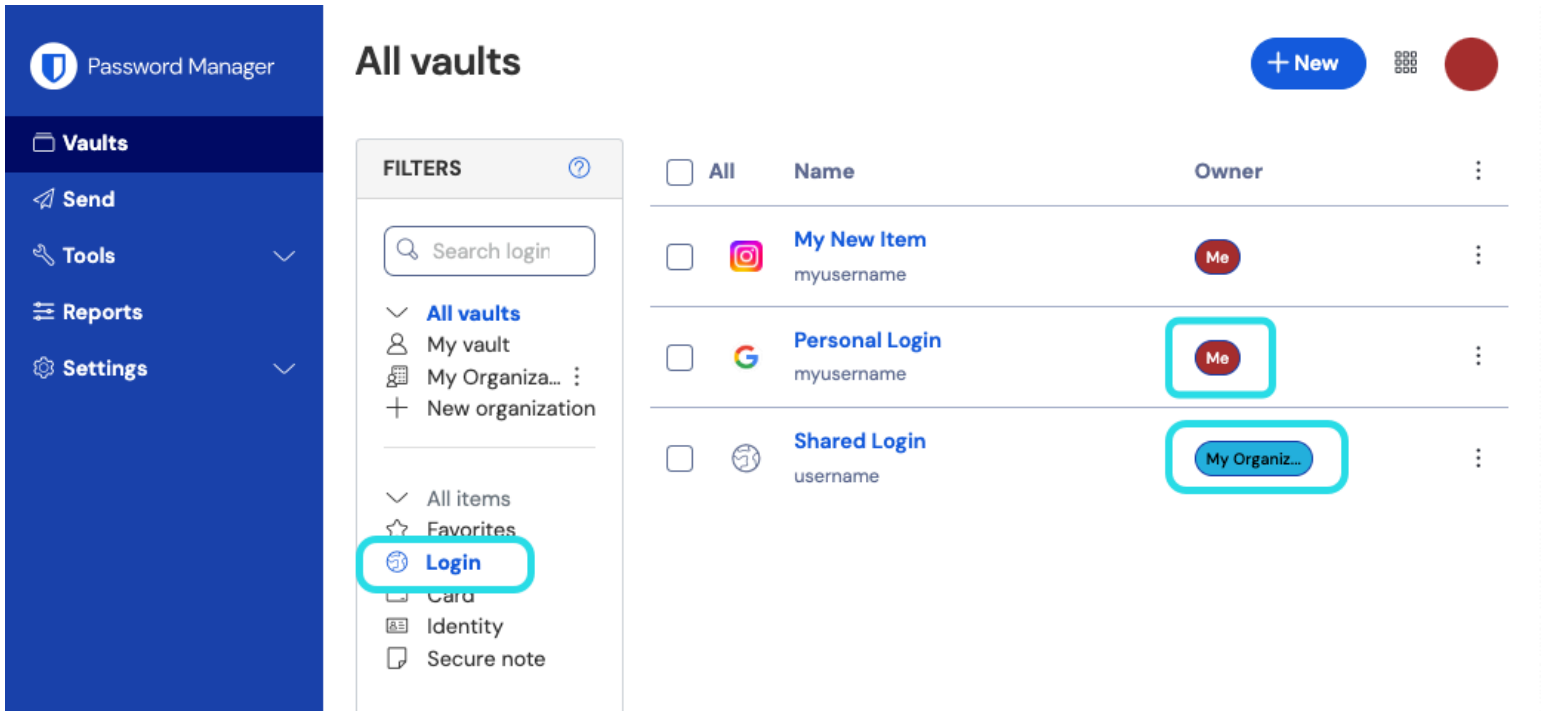 Password Manager
Vaults
Send
Tools
Reports
Settings
All vaults
New
FILTERS
Search login
All vaults
My vault
My Organiza...
New organization
All items
Favorites
Login
Card
Identity
Secure note
All Name Owner
My New Item
myusername
Me
Personal Login
myusername
Me
Shared Login
username
My Organiz...